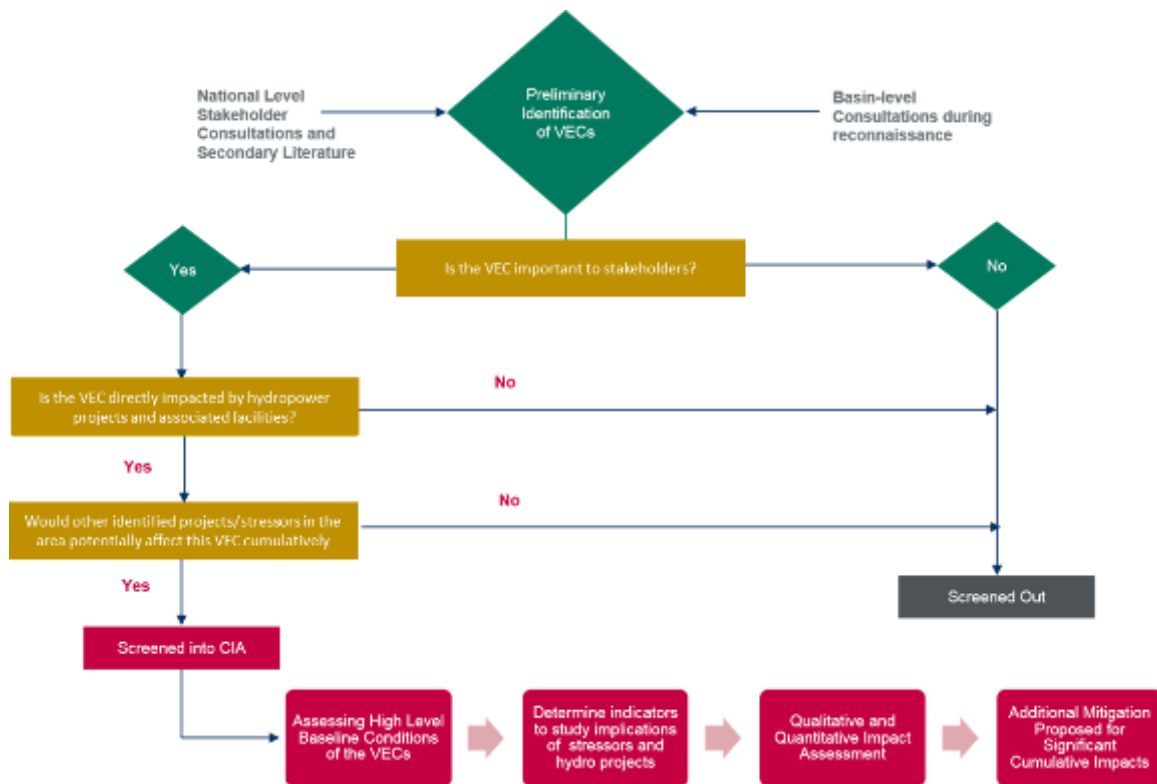 National Level
Stakeholder
Consultations and
Secondary Literature
Preliminary
Identification
of VECs
Basin-level
Consultations during
reconnaissance
Yes
Is the VEC important to stakeholders?
No
Is the VEC directly impacted by hydropower
projects and associated facilities?
No
Yes
Would other identified projects/stressors in the
area potentially affect this VEC cumulatively
No
Yes
Screened Out
Screened into CIA
Assessing High Level
Baseline Conditions
of the VECs
Determine indicators
to study implications
of stressors and
hydro projects
Qualitative and
Quantitative Impact
Assessment
Additional Mitigation
Proposed for
Significant
Cumulative Impacts